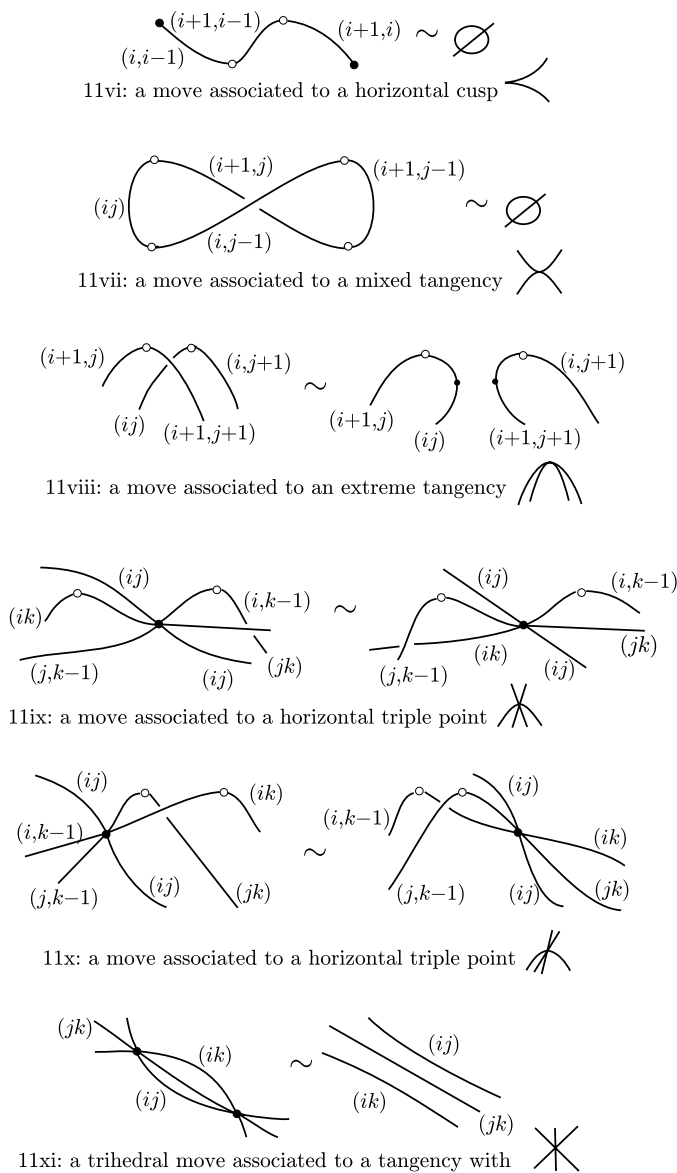 (i+1,i−1)
(i+1,i)
(i,i−1)
∼ ∅
11vi: a move associated to a horizontal cusp
(i+1,j)
(i+1,j−1)
(ij)
∼ ∅
(i,j−1)
11vii: a move associated to a mixed tangency
(i+1,j)
(i,j+1)
(i,j+1)
∼
(ij)
(i+1,j+1)
(i+1,j)
(ij)
(i+1,j+1)
11viii: a move associated to an extreme tangency
(ij)
(ij)
(i,k−1)
(i,k−1)
(ik)
∼
(j,k−1)
(ij)
(jk)
(ik)
(jk)
(j,k−1)
(ij)
11ix: a move associated to a horizontal triple point
(ij)
(ij)
(ik)
(i,k−1)
(i,k−1)
(ik)
∼
(j,k−1)
(ij)
(jk)
(j,k−1)
(ij)
(jk)
11x: a move associated to a horizontal triple point
(jk)
(ik)
(ij)
∼
(ij)
(ik)
(jk)
11xi: a trihedral move associated to a tangency with